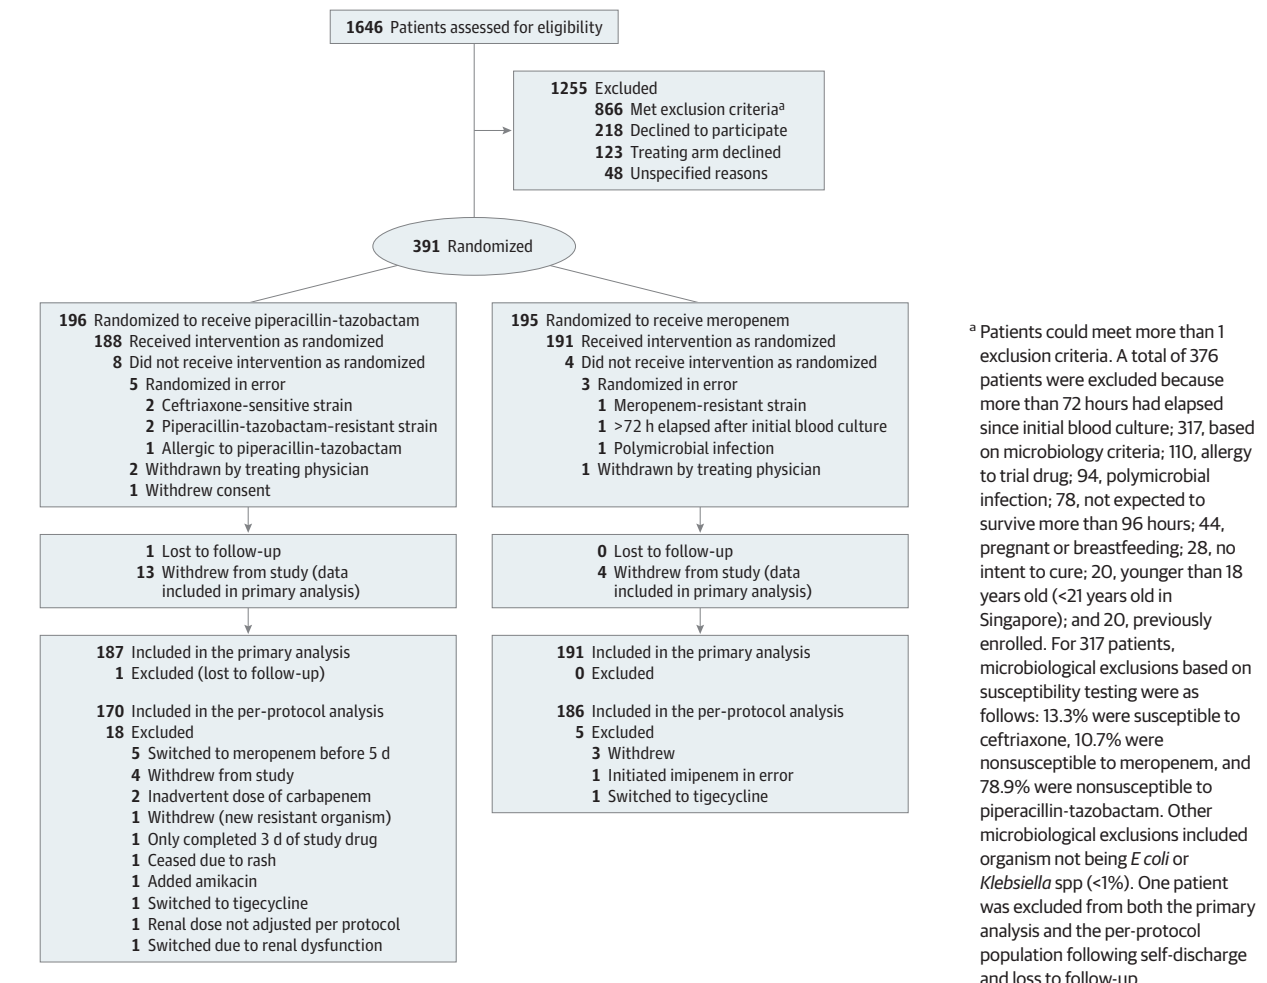 1646 Patients assessed for eligibility
1255 Excluded
866 Met exclusion criteriaᵃ
218 Declined to participate
123 Treating arm declined
48 Unspecified reasons
391 Randomized
196 Randomized to receive piperacillin-tazobactam
188 Received intervention as randomized
8 Did not receive intervention as randomized
5 Randomized in error
2 Ceftriaxone-sensitive strain
2 Piperacillin-tazobactam-resistant strain
1 Allergic to piperacillin-tazobactam
2 Withdrawn by treating physician
1 Withdrew consent
195 Randomized to receive meropenem
191 Received intervention as randomized
4 Did not receive intervention as randomized
3 Randomized in error
1 Meropenem-resistant strain
1 >72 h elapsed after initial blood culture
1 Polymicrobial infection
1 Withdrawn by treating physician
1 Lost to follow-up
13 Withdrew from study (data
included in primary analysis)
0 Lost to follow-up
4 Withdrew from study (data
included in primary analysis)
187 Included in the primary analysis
1 Excluded (lost to follow-up)
170 Included in the per-protocol analysis
18 Excluded
5 Switched to meropenem before 5 d
4 Withdrew from study
2 Inadvertent dose of carbapenem
1 Withdrew (new resistant organism)
1 Only completed 3 d of study drug
1 Ceased due to rash
1 Added amikacin
1 Switched to tigecycline
1 Renal dose not adjusted per protocol
1 Switched due to renal dysfunction
191 Included in the primary analysis
0 Excluded
186 Included in the per-protocol analysis
5 Excluded
3 Withdrew
1 Initiated imipenem in error
1 Switched to tigecycline
ᵃ Patients could meet more than 1
exclusion criteria. A total of 376
patients were excluded because
more than 72 hours had elapsed
since initial blood culture; 317, based
on microbiology criteria; 110, allergy
to trial drug; 94, polymicrobial
infection; 78, not expected to
survive more than 96 hours; 44,
pregnant or breastfeeding; 28, no
intent to cure; 20, younger than 18
years old (<21 years old in
Singapore); and 20, previously
enrolled. For 317 patients,
microbiological exclusions based on
susceptibility testing were as
follows: 13.3% were susceptible to
ceftriaxone, 10.7% were
nonsusceptible to meropenem, and
78.9% were nonsusceptible to
piperacillin-tazobactam. Other
microbiological exclusions included
organism not being E coli or
Klebsiella spp (<1%). One patient
was excluded from both the primary
analysis and the per-protocol
population following self-discharge
and loss to follow-up.